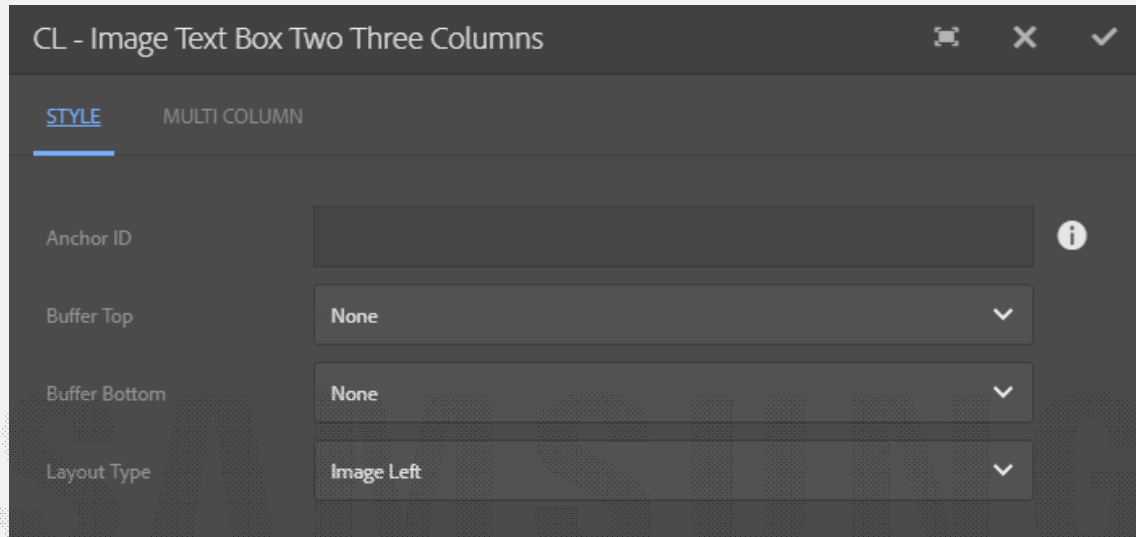 CL - Image Text Box Two Three Columns
STYLE MULTI COLUMN
Anchor ID
Buffer Top None
Buffer Bottom None
Layout Type Image Left
SAMSUNG